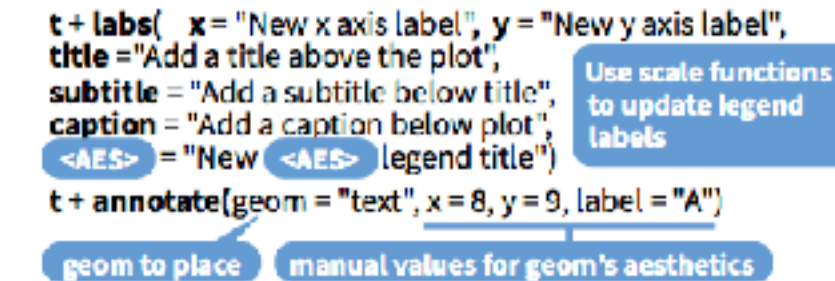 t + labs( x = "New x axis label", y = "New y axis label",
title ="Add a title above the plot",
subtitle = "Add a subtitle below title",
caption = "Add a caption below plot",
<AES> = "New <AES> legend title")
Use scale functions
to update legend
labels
t + annotate(geom = "text", x = 8, y = 9, label = "A")
geom to place
manual values for geom's aesthetics